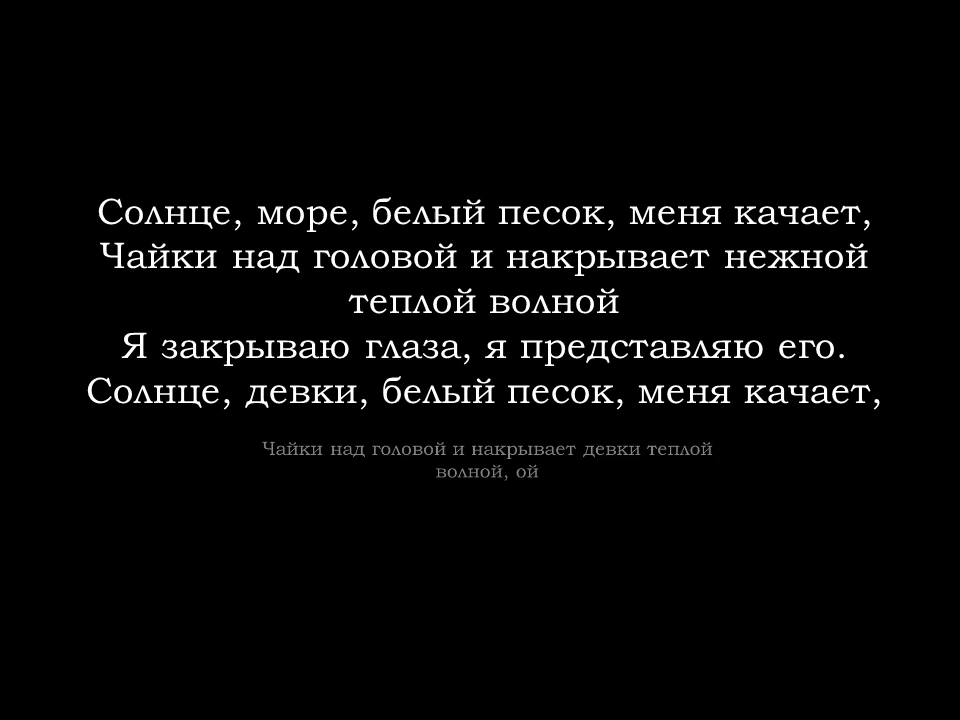 Солнце, море, белый песок, меня качает,
Чайки над головой и накрывает нежной
теплой волной
Я закрываю глаза, я представляю его.
Солнце, девки, белый песок, меня качает,
Чайки над головой и накрывает девки теплой
волной, ой